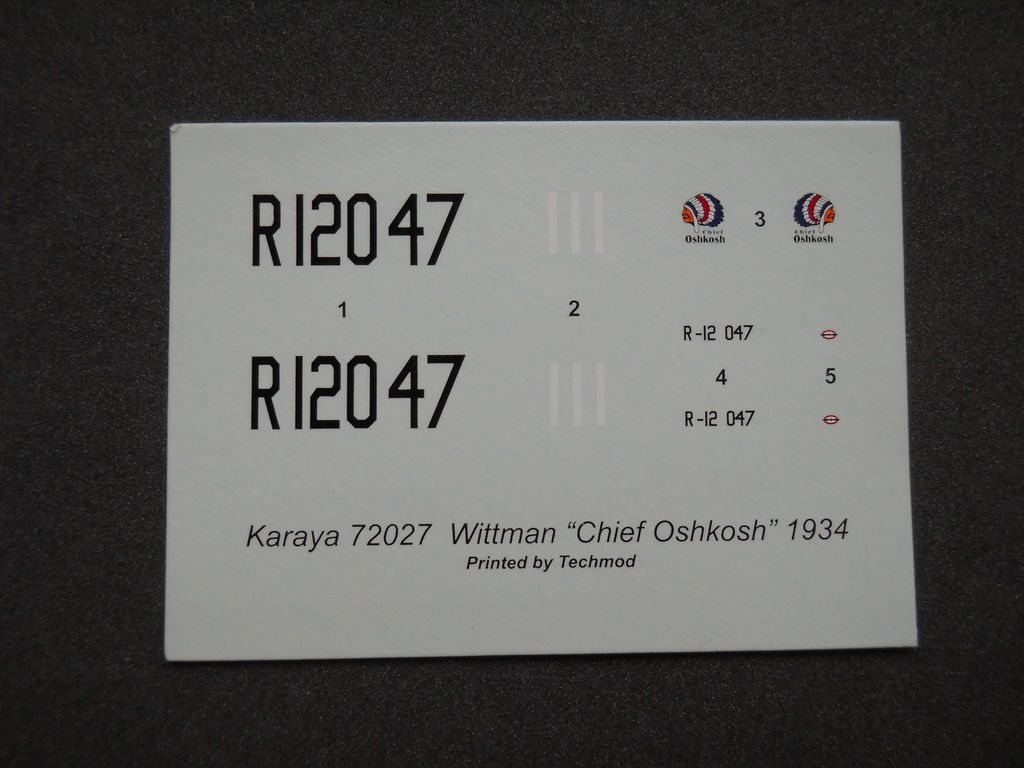 R12047
1
R12047
2
Chief
Oshkosh
3
Chief
Oshkosh
R-12 047
4
5
R-12 047
Karaya 72027 Wittman “Chief Oshkosh” 1934
Printed by Techmod